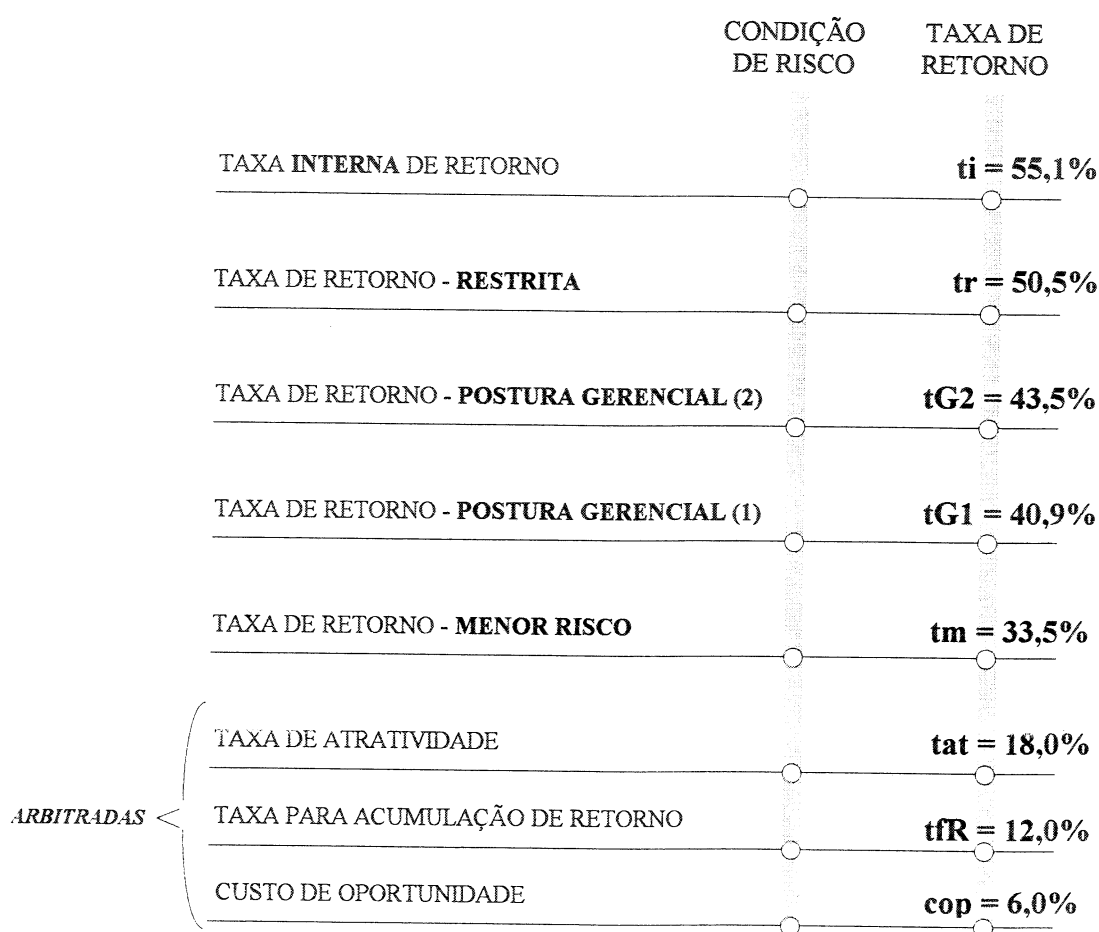 CONDIÇÃO
DE RISCO
TAXA DE
RETORNO
TAXA INTERNA DE RETORNO
ti = 55,1%
TAXA DE RETORNO - RESTRITA
tr = 50,5%
TAXA DE RETORNO - POSTURA GERENCIAL (2)
tG2 = 43,5%
TAXA DE RETORNO - POSTURA GERENCIAL (1)
tG1 = 40,9%
TAXA DE RETORNO - MENOR RISCO
tm = 33,5%
ARBITRADAS
TAXA DE ATRATIVIDADE
tat = 18,0%
TAXA PARA ACUMULAÇÃO DE RETORNO
tfR = 12,0%
CUSTO DE OPORTUNIDADE
cop = 6,0%